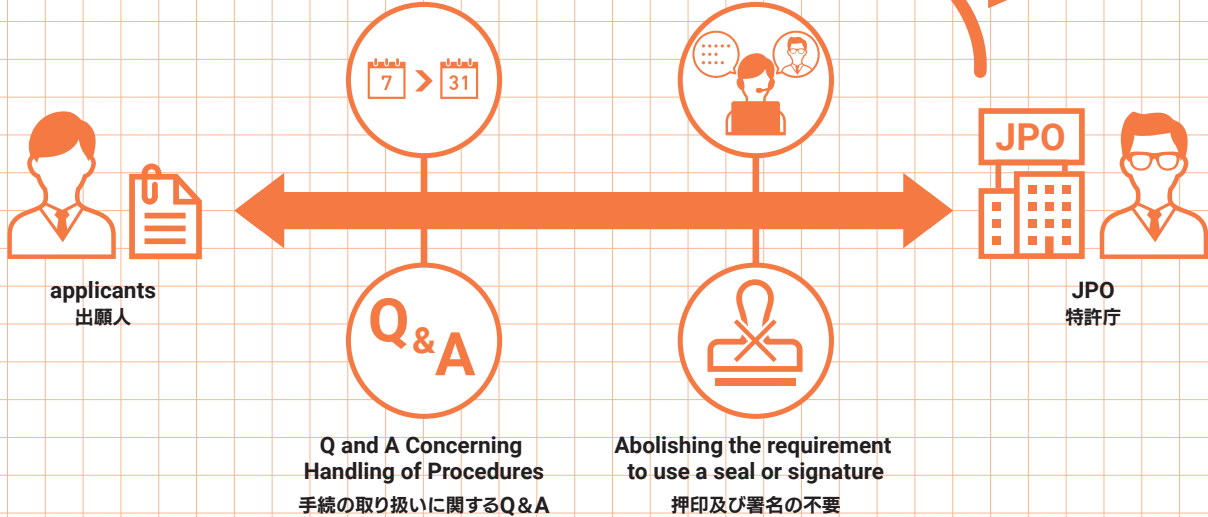 7 > 31
JPO
applicants
出願人
JPO
特許庁
Q & A
Q and A Concerning
Handling of Procedures
手続の取り扱いに関するQ&A
Abolishing the requirement
to use a seal or signature
押印及び署名の不要